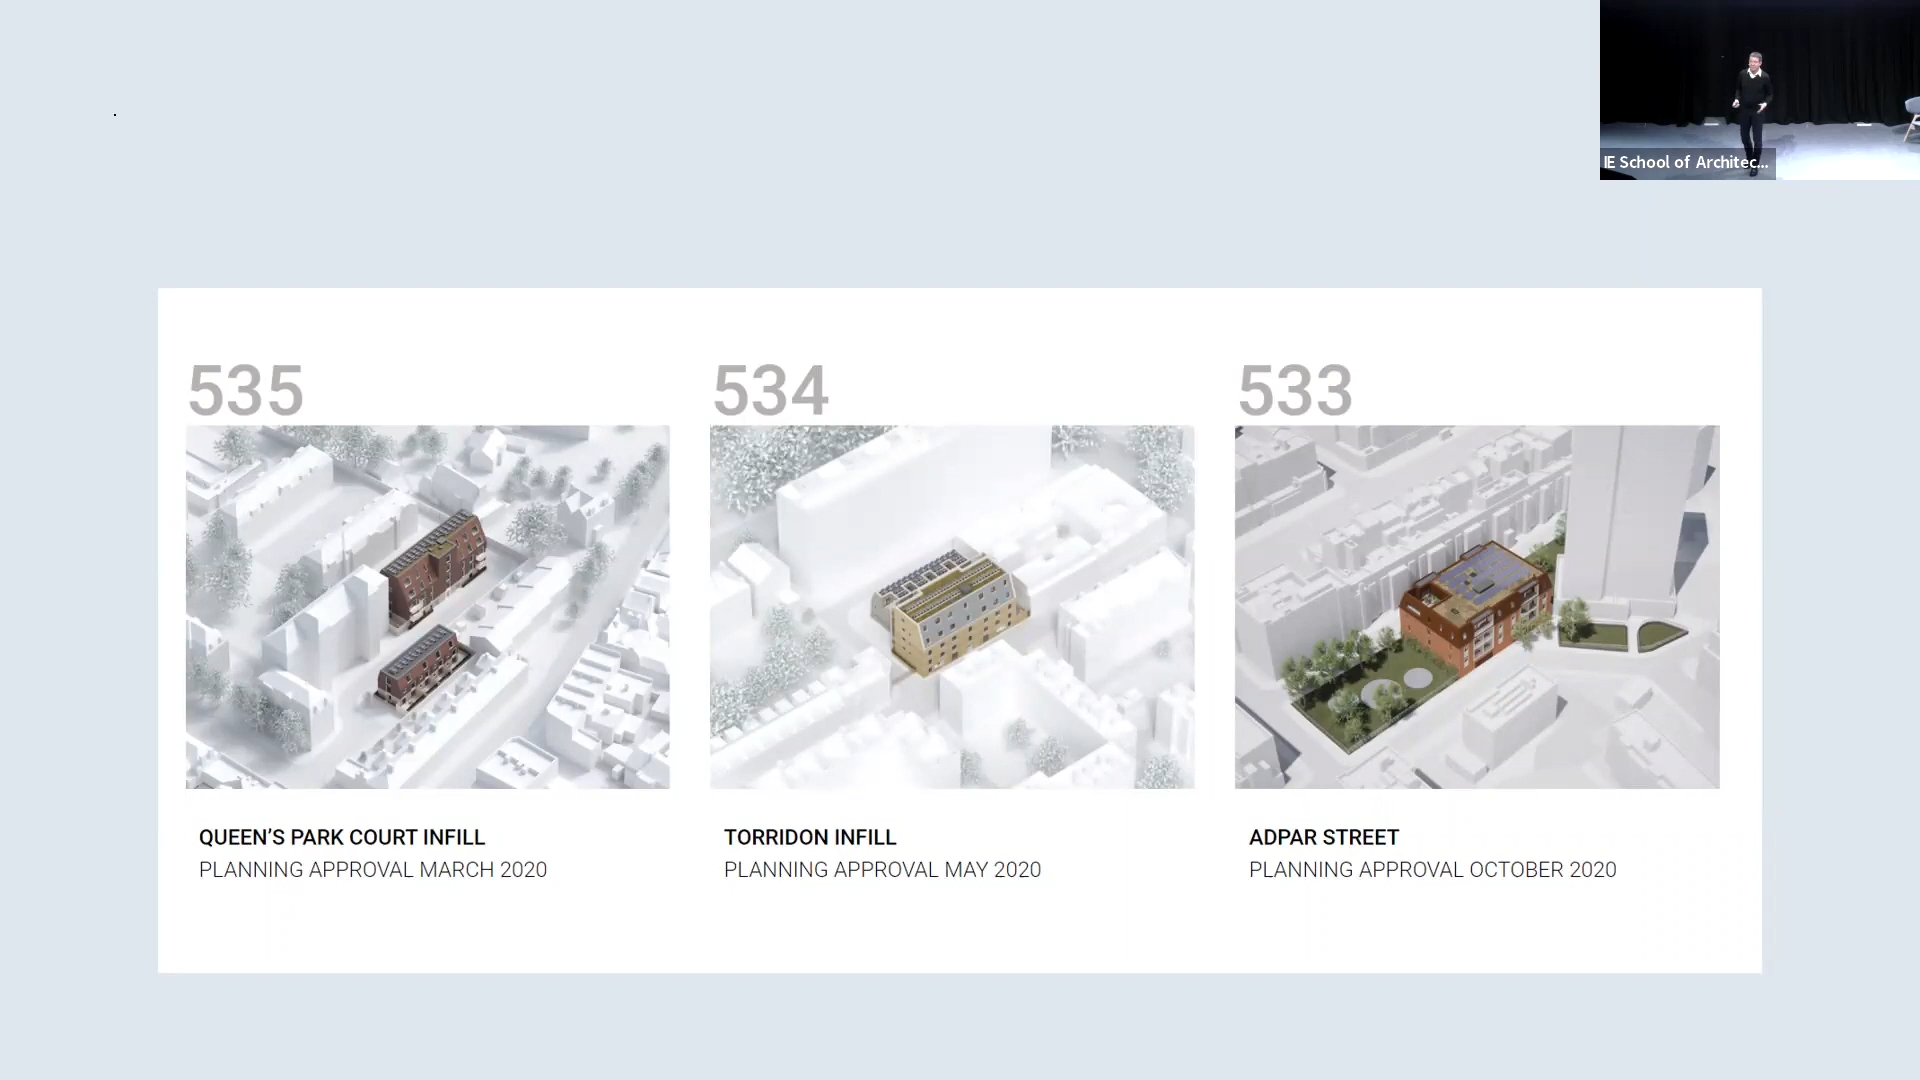 IE School of Architec...
535
534
533
QUEEN’S PARK COURT INFILL
PLANNING APPROVAL MARCH 2020
TORRIDON INFILL
PLANNING APPROVAL MAY 2020
ADPAR STREET
PLANNING APPROVAL OCTOBER 2020